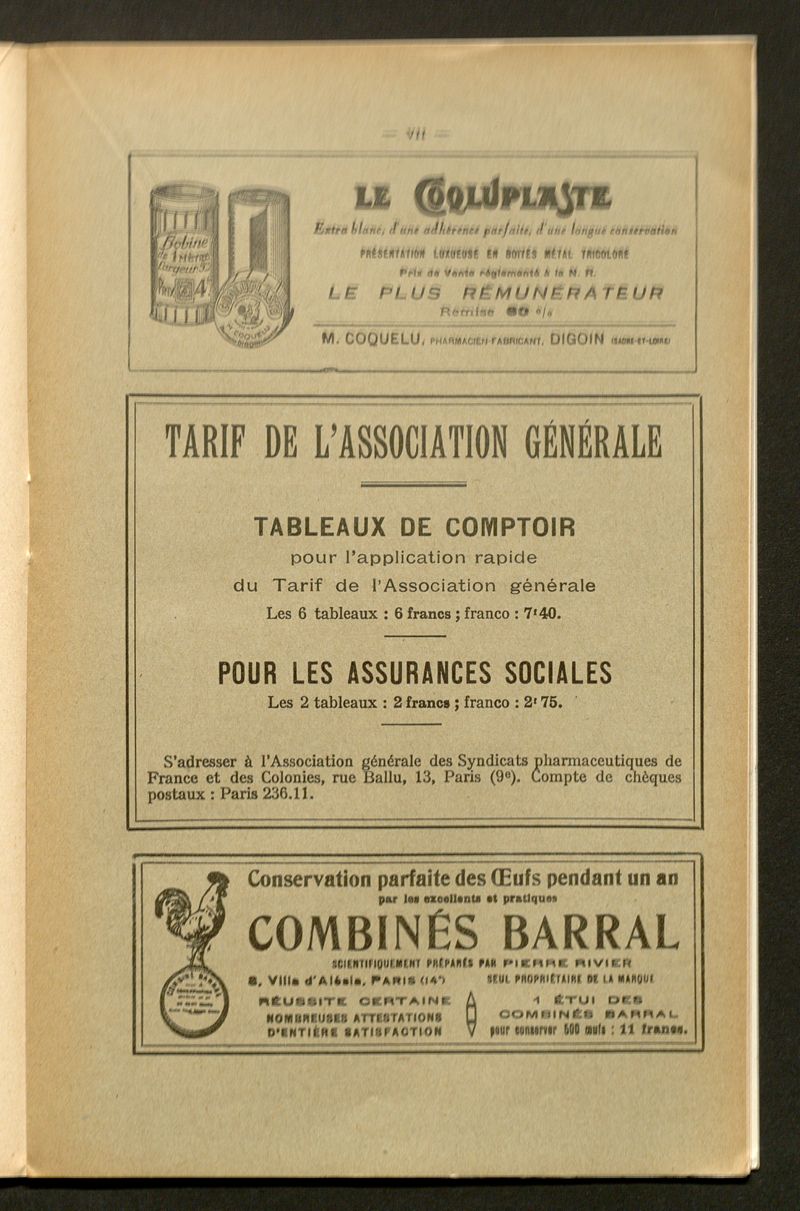 — VII —
LE COQLUPLASTE
Extra blanc, d'une adhérence parfaite, d'une longue conservation
PRÉSENTATION LUXUEUSE EN BOITES MÉTAL TRICOLORE
Prix de Vente réglementé à la M. R.
LE PLUS RÉMUNÉRATEUR
Remise
M. COQUELU, PHARMACIEN-FABRICANT, DIGOIN (SAONE-ET-LOIRE)
Bobine
TARIF DE L'ASSOCIATION GÉNÉRALE
TABLEAUX DE COMPTOIR
pour l'application rapide
du Tarif de l'Association générale
Les 6 tableaux : 6 francs ; franco : 7ᶠ40.
POUR LES ASSURANCES SOCIALES
Les 2 tableaux : 2 francs ; franco : 2ᶠ75.
S'adresser à l'Association générale des Syndicats pharmaceutiques de
France et des Colonies, rue Ballu, 13, Paris (9ᵉ). Compte de chèques
postaux : Paris 236.11.
Conservation parfaite des Œufs pendant un an
par les excellents et pratiques
COMBINÉS BARRAL
SCIENTIFIQUEMENT PRÉPARÉS PAR PIERRE RIVIER
8, Villa d'Alésia, PARIS (14ᵉ) SEUL PROPRIÉTAIRE DE LA MARQUE
RÉUSSITE CERTAINE
NOMBREUSES ATTESTATIONS
D'ENTIÈRE SATISFACTION
1 ÉTUI DES
COMBINÉS BARRAL
pour conserver 500 œufs : 11 francs.